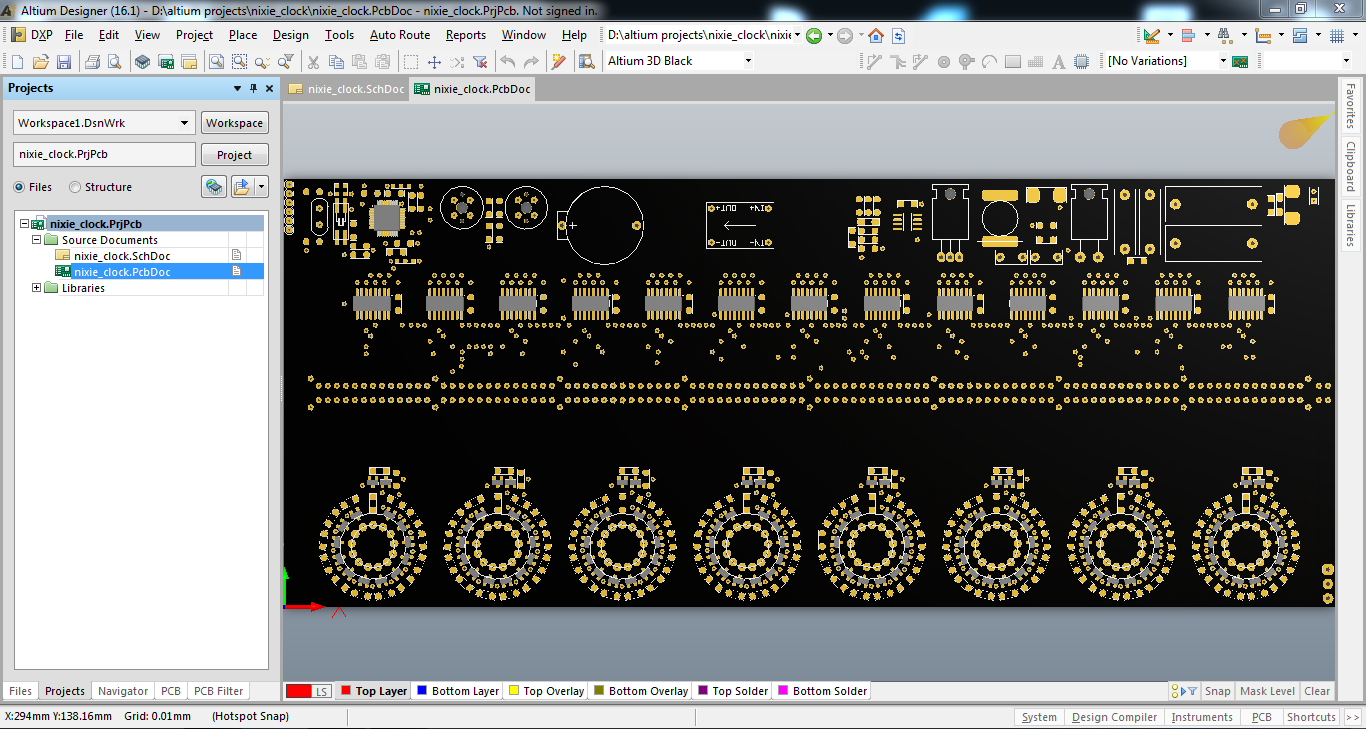 Altium Designer (16.1) - D:\altium projects\nixie_clock\nixie_clock.PcbDoc - nixie_clock.PrjPcb. Not signed in.
DXP File Edit View Project Place Design Tools Auto Route Reports Window Help D:\altium projects\nixie_clock\nixie
Altium 3D Black [No Variations]
Projects
nixie_clock.SchDoc nixie_clock.PcbDoc
Workspace1.DsnWrk Workspace
nixie_clock.PrjPcb Project
Files Structure
nixie_clock.PrjPcb
Source Documents
nixie_clock.SchDoc
nixie_clock.PcbDoc
Libraries
Favorites
Clipboard
Libraries
+OUT IN+
-OUT IN-
Files Projects Navigator PCB PCB Filter
LS Top Layer Bottom Layer Top Overlay Bottom Overlay Top Solder Bottom Solder Snap Mask Level Clear
X:294mm Y:138.16mm Grid: 0.01mm (Hotspot Snap)
System Design Compiler Instruments PCB Shortcuts >>